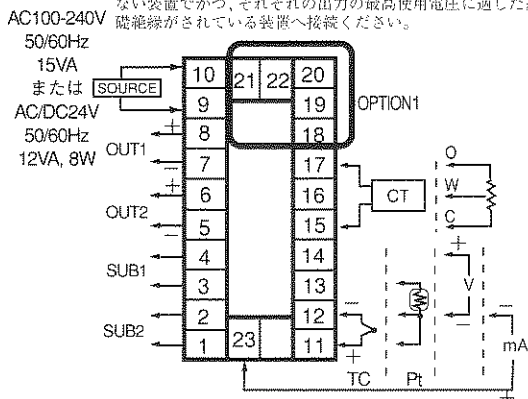 ない装置でかつ、それぞれの出力の最高使用電圧に適した
礎絶縁がされている装置へ接続ください。
AC100-240V
50/60Hz
15VA
または
AC/DC24V
50/60Hz
12VA, 8W
SOURCE
+
OUT1
−
+
OUT2
−
SUB1
SUB2
10
9
8
7
6
5
4
3
2
1
21
22
23
20
19
18
17
16
15
14
13
12
11
OPTION1
CT
O
W
C
+
V
−
−
mA
+
−
+
TC
Pt